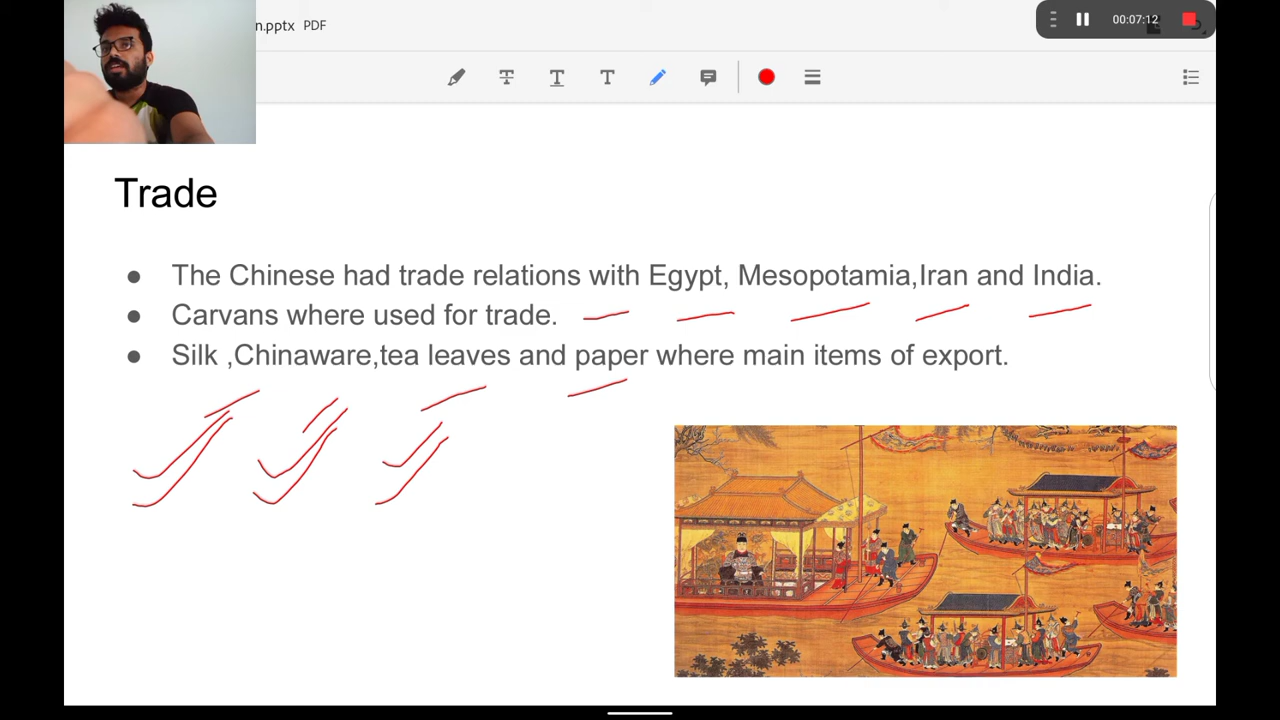 n.pptx PDF
00:07:12
Trade
● The Chinese had trade relations with Egypt, Mesopotamia,Iran and India.
● Carvans where used for trade.
● Silk ,Chinaware,tea leaves and paper where main items of export.